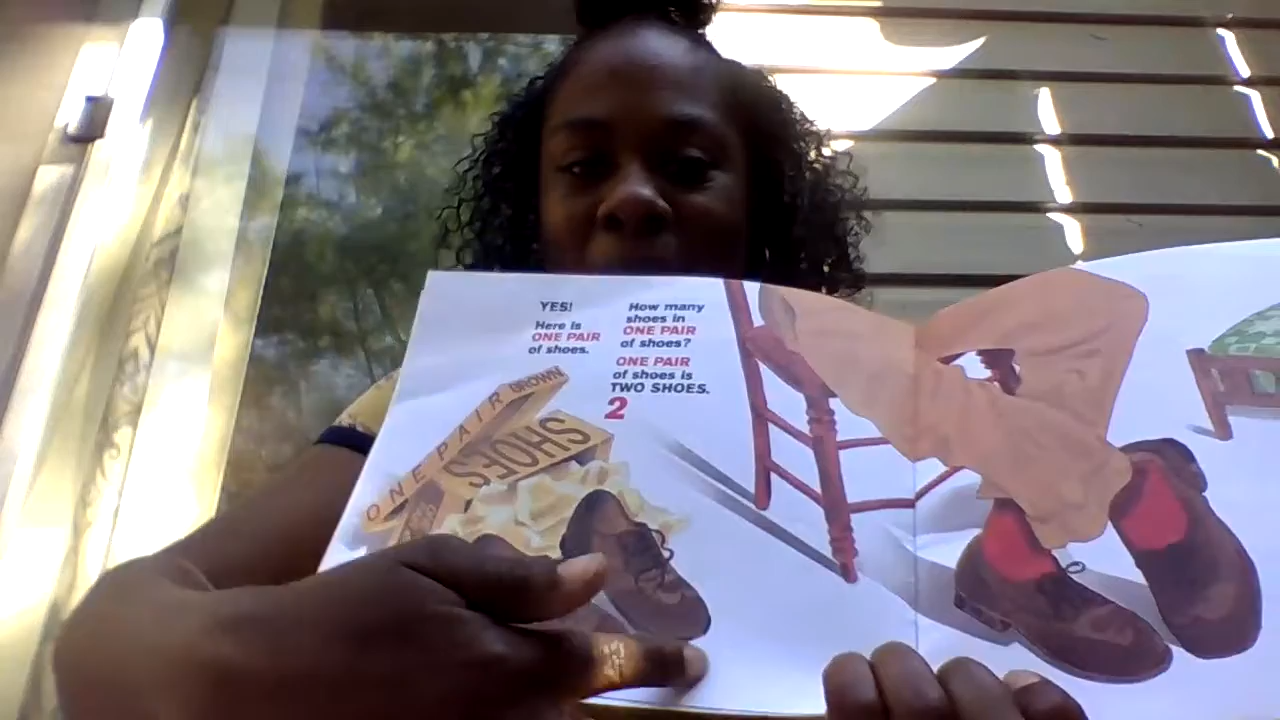 YES!
Here is
ONE PAIR
of shoes.
How many
shoes in
ONE PAIR
of shoes?
ONE PAIR
of shoes is
TWO SHOES.
2
ONE PAIR BROWN
SHOES